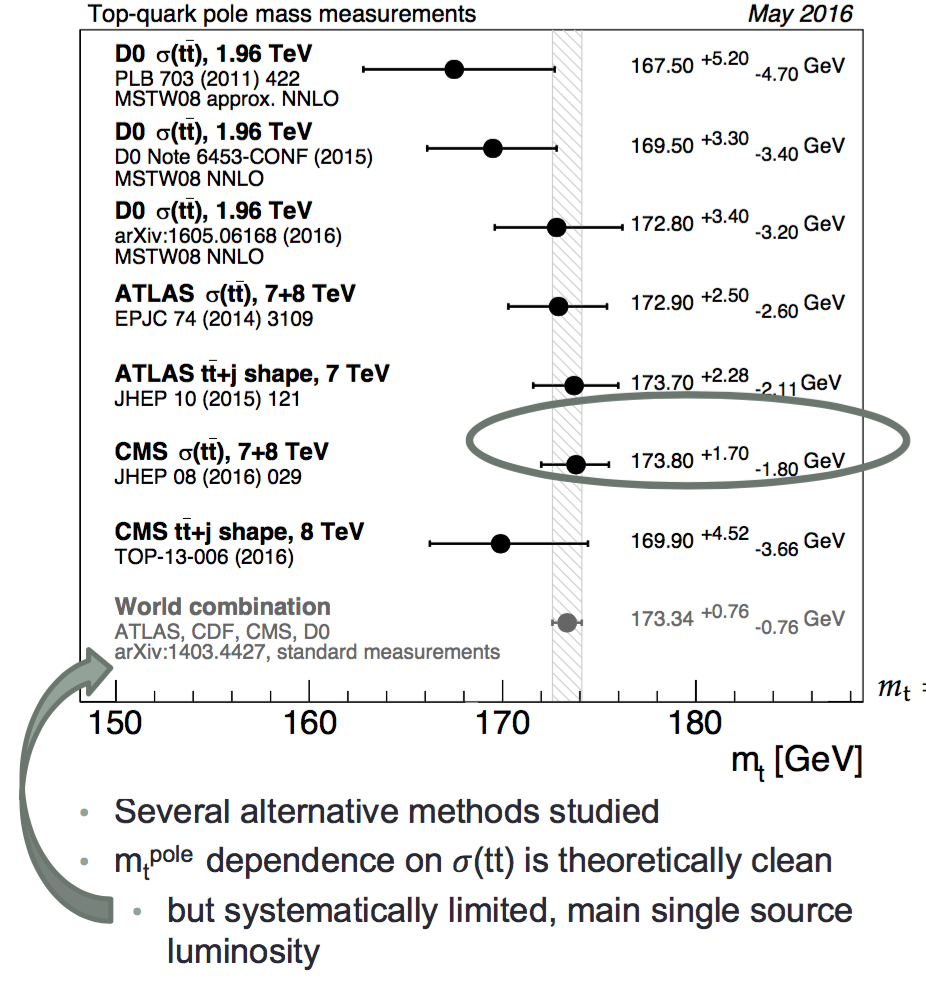 Top-quark pole mass measurements May 2016
D0 σ(tt̄), 1.96 TeV
PLB 703 (2011) 422
MSTW08 approx. NNLO
167.50 +5.20 -4.70 GeV
D0 σ(tt̄), 1.96 TeV
D0 Note 6453-CONF (2015)
MSTW08 NNLO
169.50 +3.30 -3.40 GeV
D0 σ(tt̄), 1.96 TeV
arXiv:1605.06168 (2016)
MSTW08 NNLO
172.80 +3.40 -3.20 GeV
ATLAS σ(tt̄), 7+8 TeV
EPJC 74 (2014) 3109
172.90 +2.50 -2.60 GeV
ATLAS tt̄+j shape, 7 TeV
JHEP 10 (2015) 121
173.70 +2.28 -2.11 GeV
CMS σ(tt̄), 7+8 TeV
JHEP 08 (2016) 029
173.80 +1.70 -1.80 GeV
CMS tt̄+j shape, 8 TeV
TOP-13-006 (2016)
169.90 +4.52 -3.66 GeV
World combination
ATLAS, CDF, CMS, D0
arXiv:1403.4427, standard measurements
173.34 +0.76 -0.76 GeV
m_t =
150 160 170 180
m_t [GeV]
• Several alternative methods studied
• m_t^pole dependence on σ(tt) is theoretically clean
• but systematically limited, main single source
luminosity